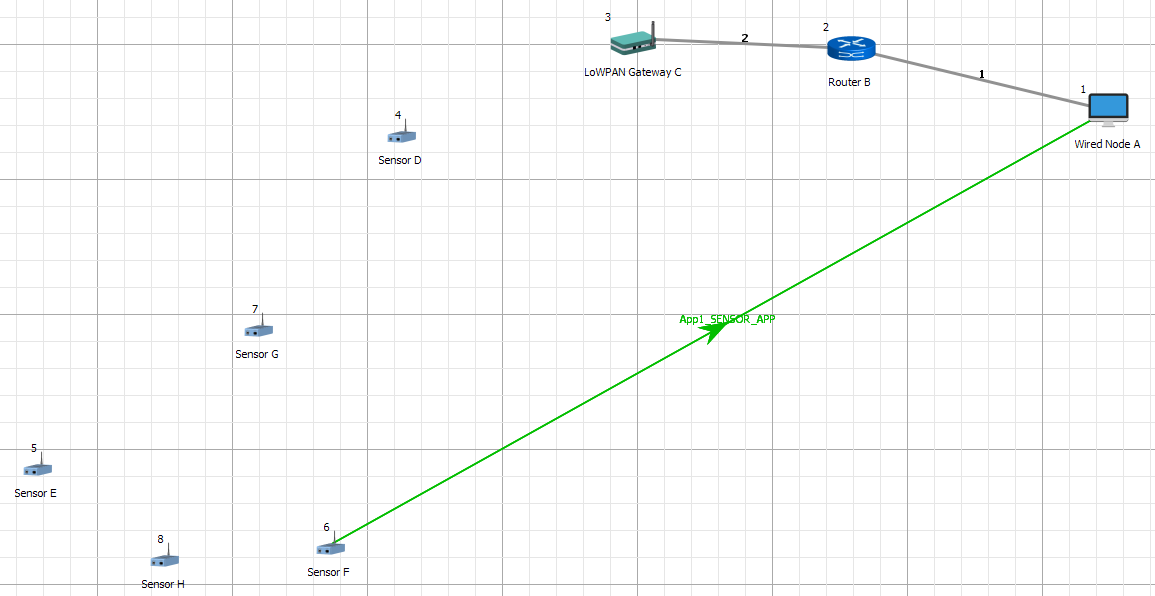 3
2
2
LoWPAN Gateway C
Router B
1
1
Wired Node A
4
Sensor D
7
Sensor G
App1_SENSOR_APP
5
Sensor E
6
Sensor F
8
Sensor H